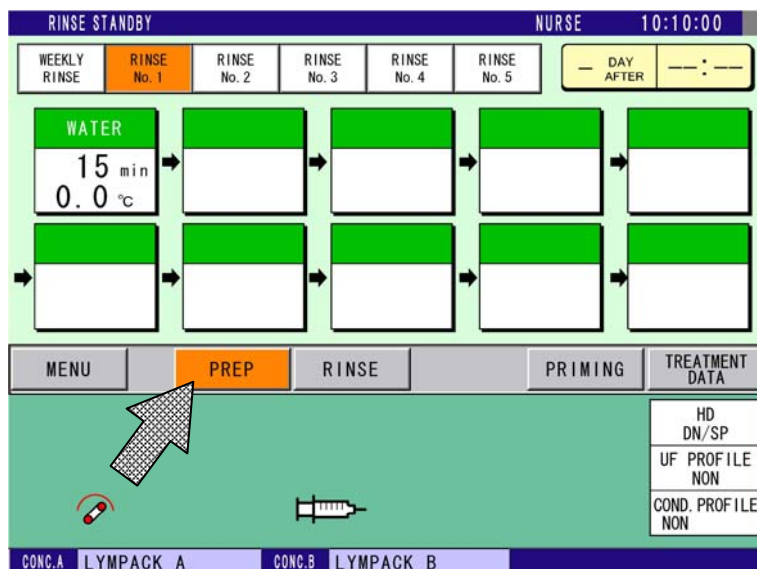 RINSE STANDBY NURSE 10:10:00
WEEKLY RINSE
RINSE No. 1
RINSE No. 2
RINSE No. 3
RINSE No. 4
RINSE No. 5
– DAY AFTER ––:––
WATER
15 min
0.0 ℃
MENU PREP RINSE PRIMING TREATMENT DATA
HD
DN/SP
UF PROFILE
NON
COND. PROFILE
NON
CONC.A LYMPACK A CONC.B LYMPACK B